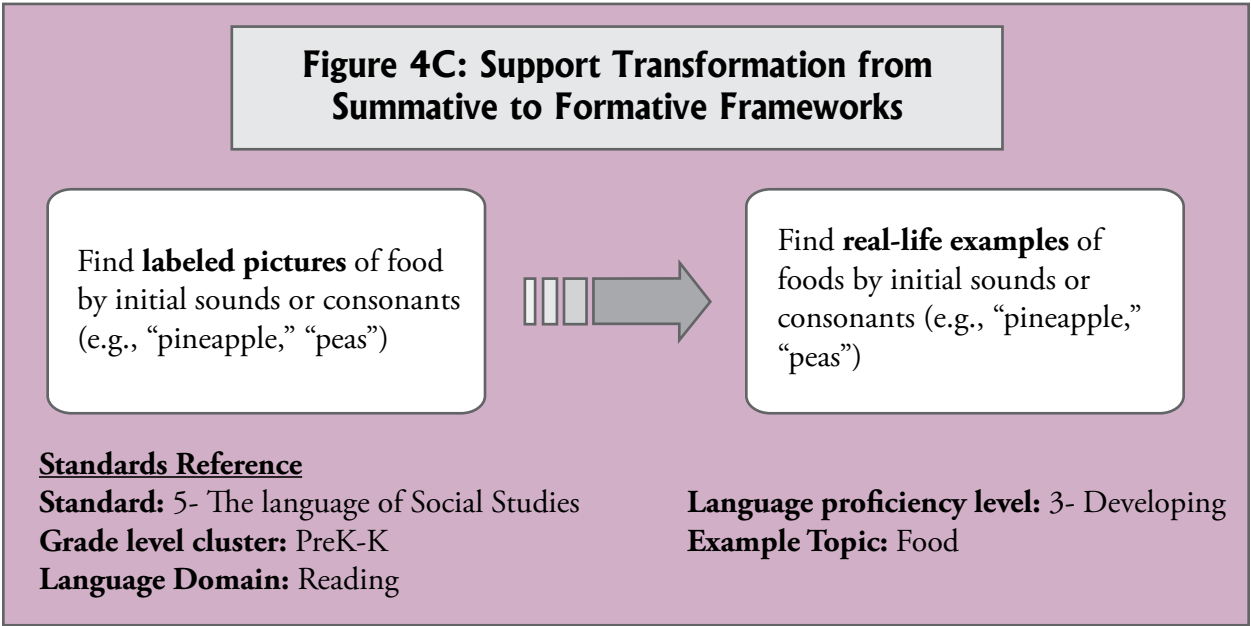 Figure 4C: Support Transformation from
Summative to Formative Frameworks
Find labeled pictures of food
by initial sounds or consonants
(e.g., “pineapple,” “peas”)
Find real-life examples of
foods by initial sounds or
consonants (e.g., “pineapple,”
“peas”)
Standards Reference
Standard: 5- The language of Social Studies
Grade level cluster: PreK-K
Language Domain: Reading
Language proficiency level: 3- Developing
Example Topic: Food